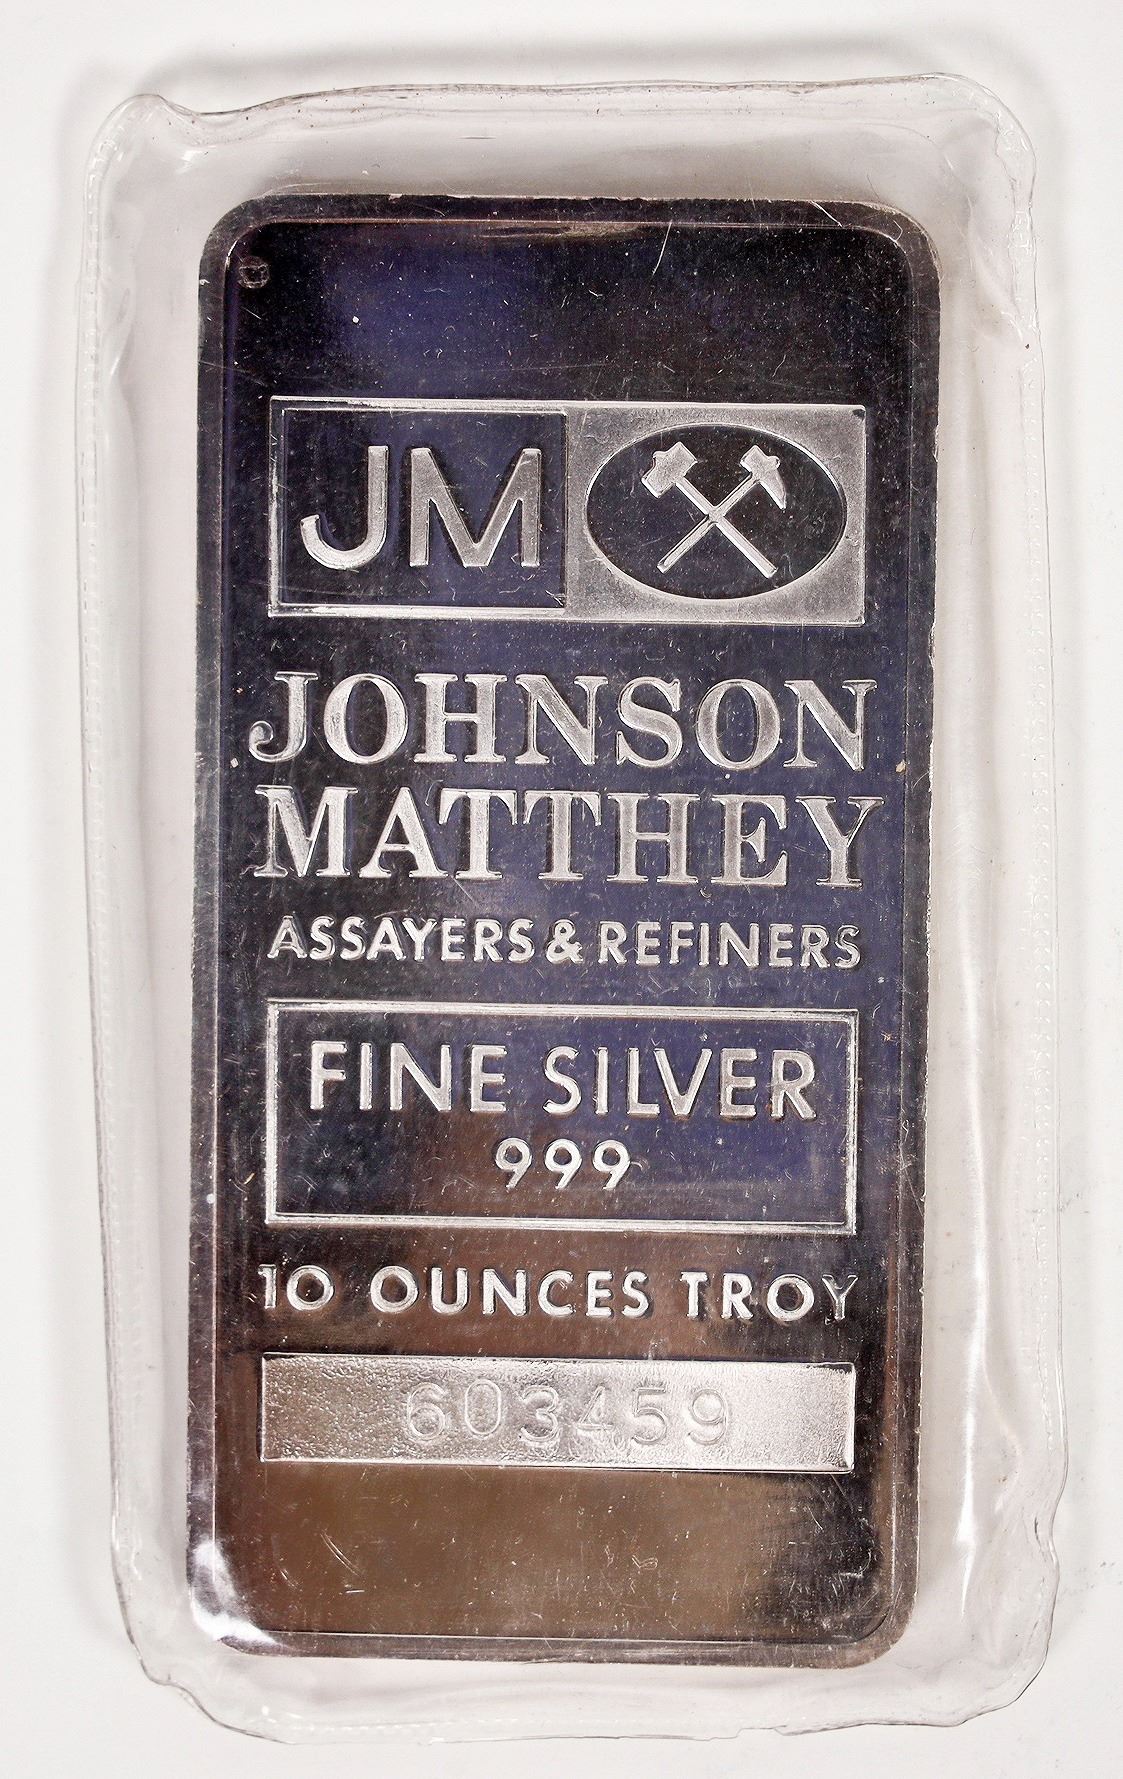 JM
JOHNSON
MATTHEY
ASSAYERS & REFINERS
FINE SILVER
999
10 OUNCES TROY
603459